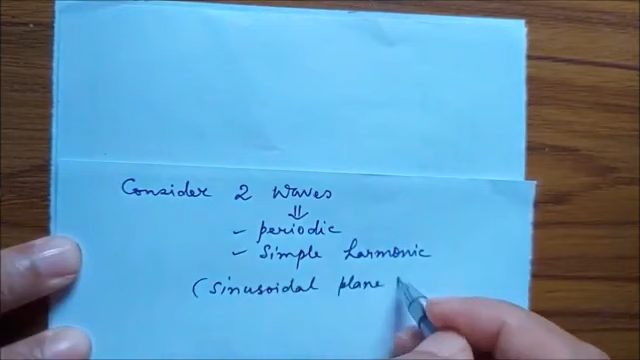 Consider 2 waves
⇓
- periodic
- Simple harmonic
(Sinusoidal plane